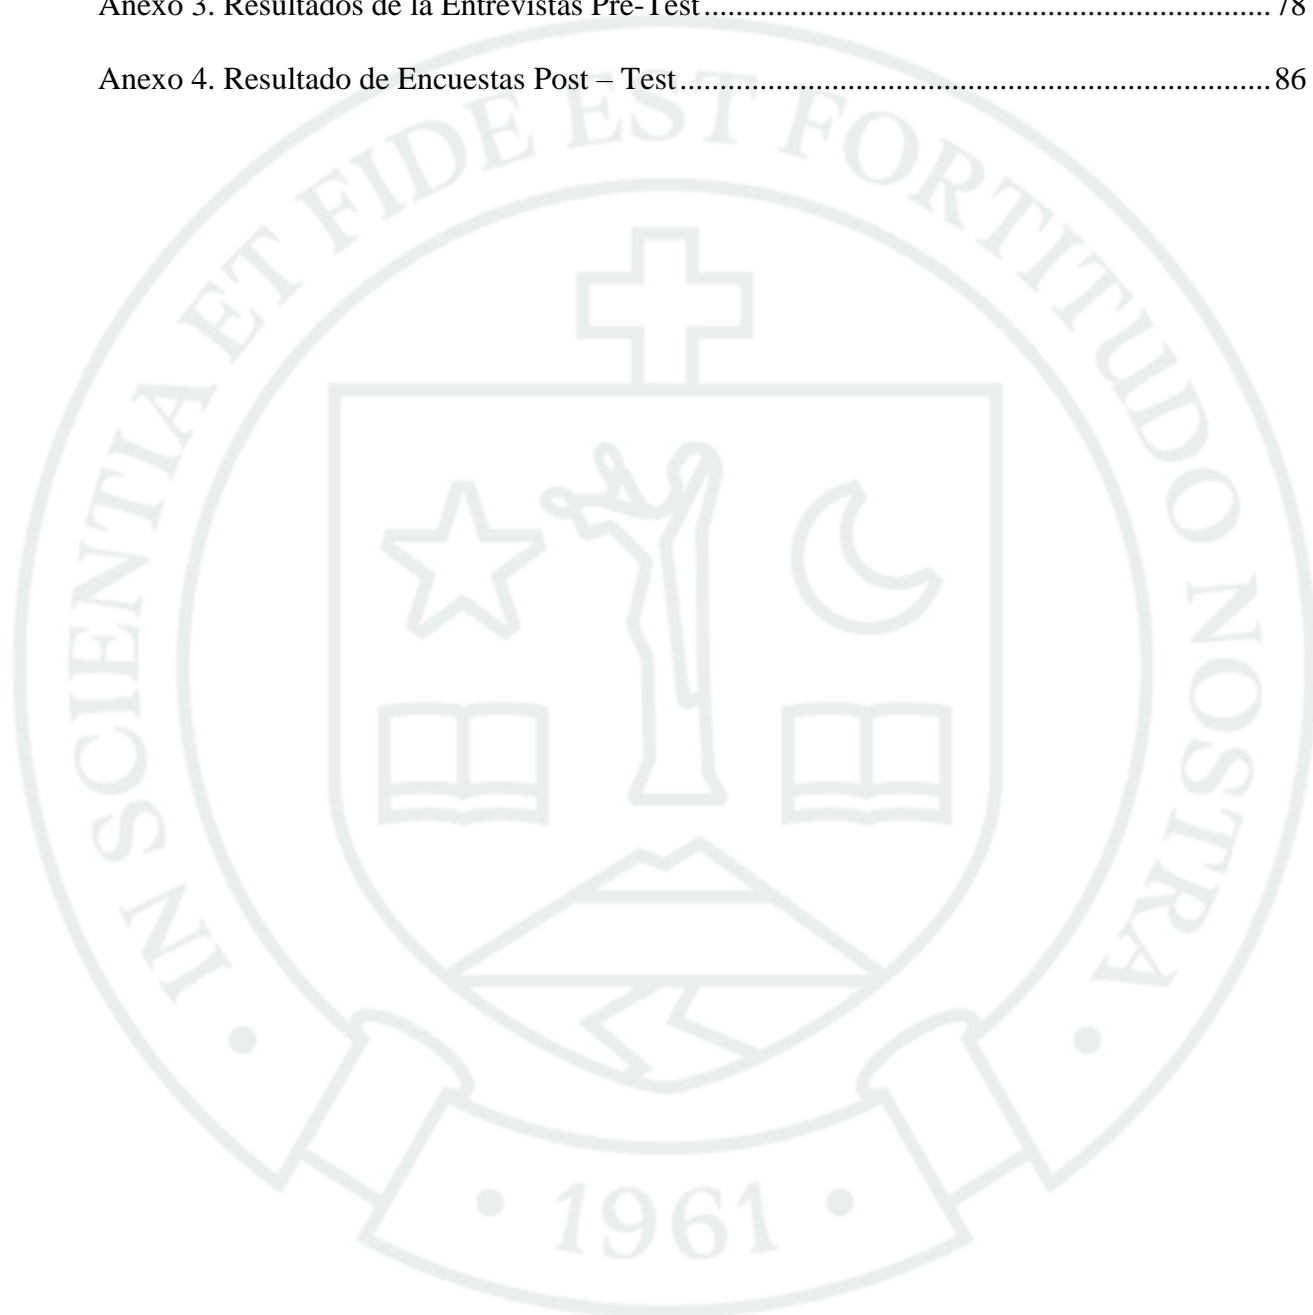 Anexo 3. Resultados de la Entrevistas Pre-Test........................................................................78
Anexo 4. Resultado de Encuestas Post – Test...........................................................................86
IN SCIENTIA ET FIDE EST FORTITUDO NOSTRA
• 1961 •